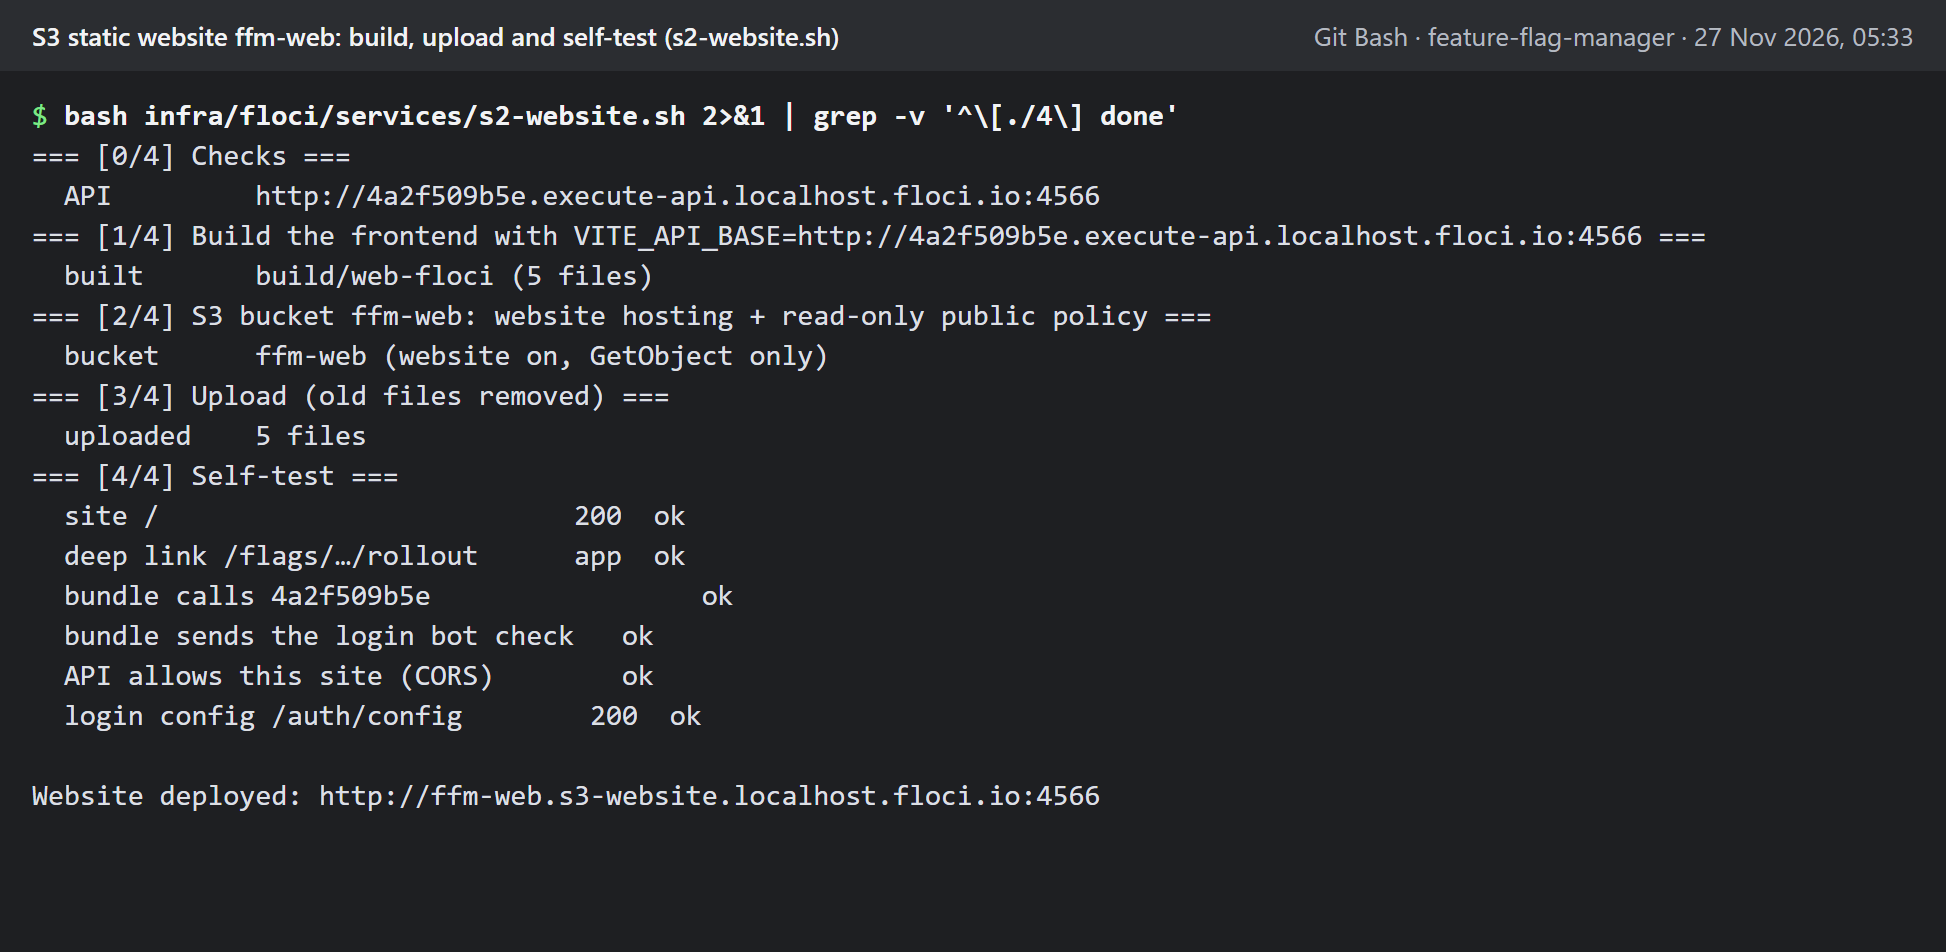 S3 static website ffm-web: build, upload and self-test (s2-website.sh)
Git Bash · feature-flag-manager · 27 Nov 2026, 05:33
$ bash infra/floci/services/s2-website.sh 2>&1 | grep -v '^\[./4\] done'
=== [0/4] Checks ===
  API         http://4a2f509b5e.execute-api.localhost.floci.io:4566
=== [1/4] Build the frontend with VITE_API_BASE=http://4a2f509b5e.execute-api.localhost.floci.io:4566 ===
  built       build/web-floci (5 files)
=== [2/4] S3 bucket ffm-web: website hosting + read-only public policy ===
  bucket      ffm-web (website on, GetObject only)
=== [3/4] Upload (old files removed) ===
  uploaded    5 files
=== [4/4] Self-test ===
  site /                          200  ok
  deep link /flags/…/rollout      app  ok
  bundle calls 4a2f509b5e                 ok
  bundle sends the login bot check   ok
  API allows this site (CORS)        ok
  login config /auth/config        200  ok
Website deployed: http://ffm-web.s3-website.localhost.floci.io:4566